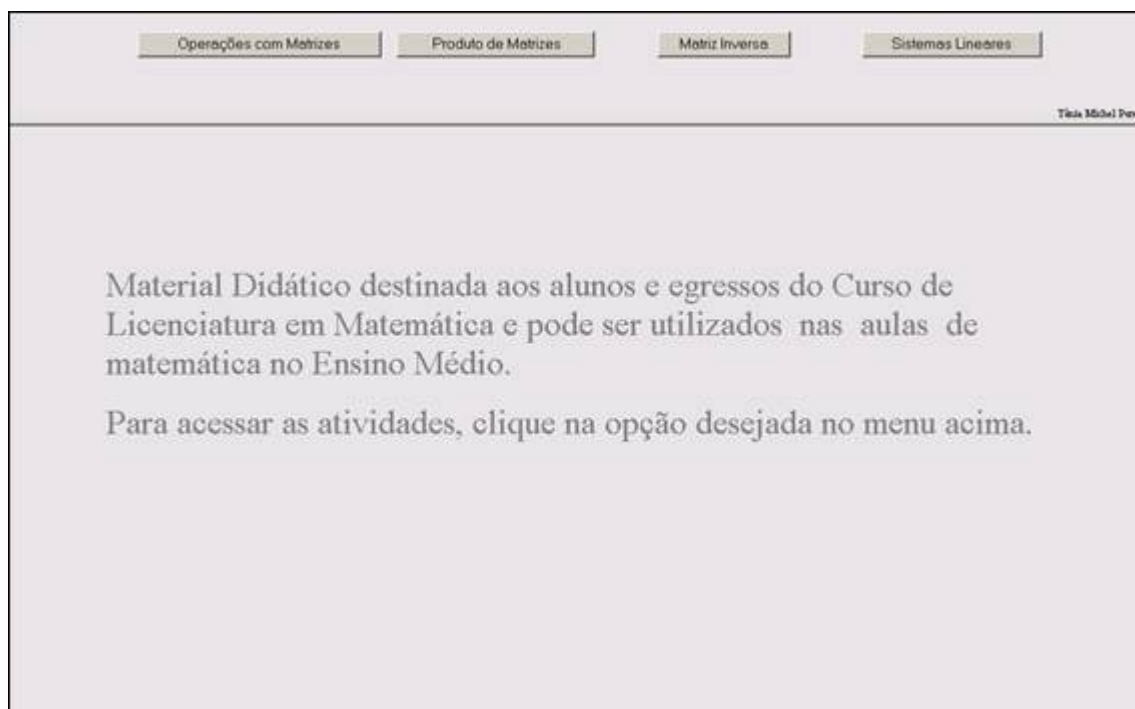 Operações com Matrizes
Produto de Matrizes
Matriz Inversa
Sistemas Lineares
Tânia Michel
Material Didático destinada aos alunos e egressos do Curso de
Licenciatura em Matemática e pode ser utilizados nas aulas de
matemática no Ensino Médio.
Para acessar as atividades, clique na opção desejada no menu acima.